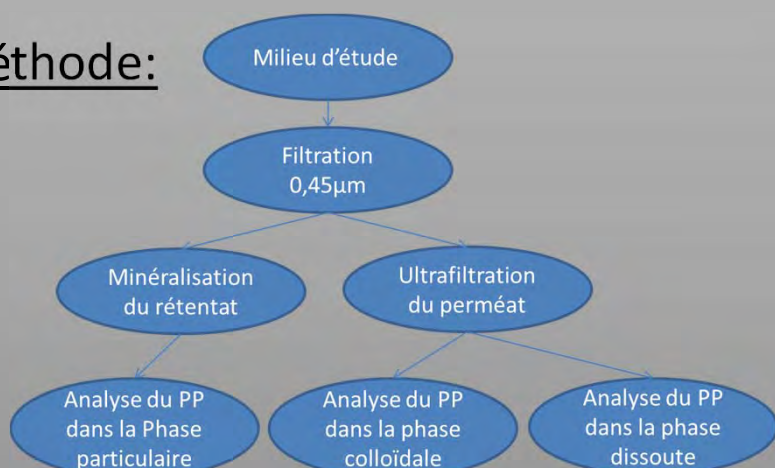 éthode:
Milieu d'étude
Filtration
0,45µm
Minéralisation
du rétentat
Ultrafiltration
du perméat
Analyse du PP
dans la Phase
particulaire
Analyse du PP
dans la phase
colloïdale
Analyse du PP
dans la phase
dissoute